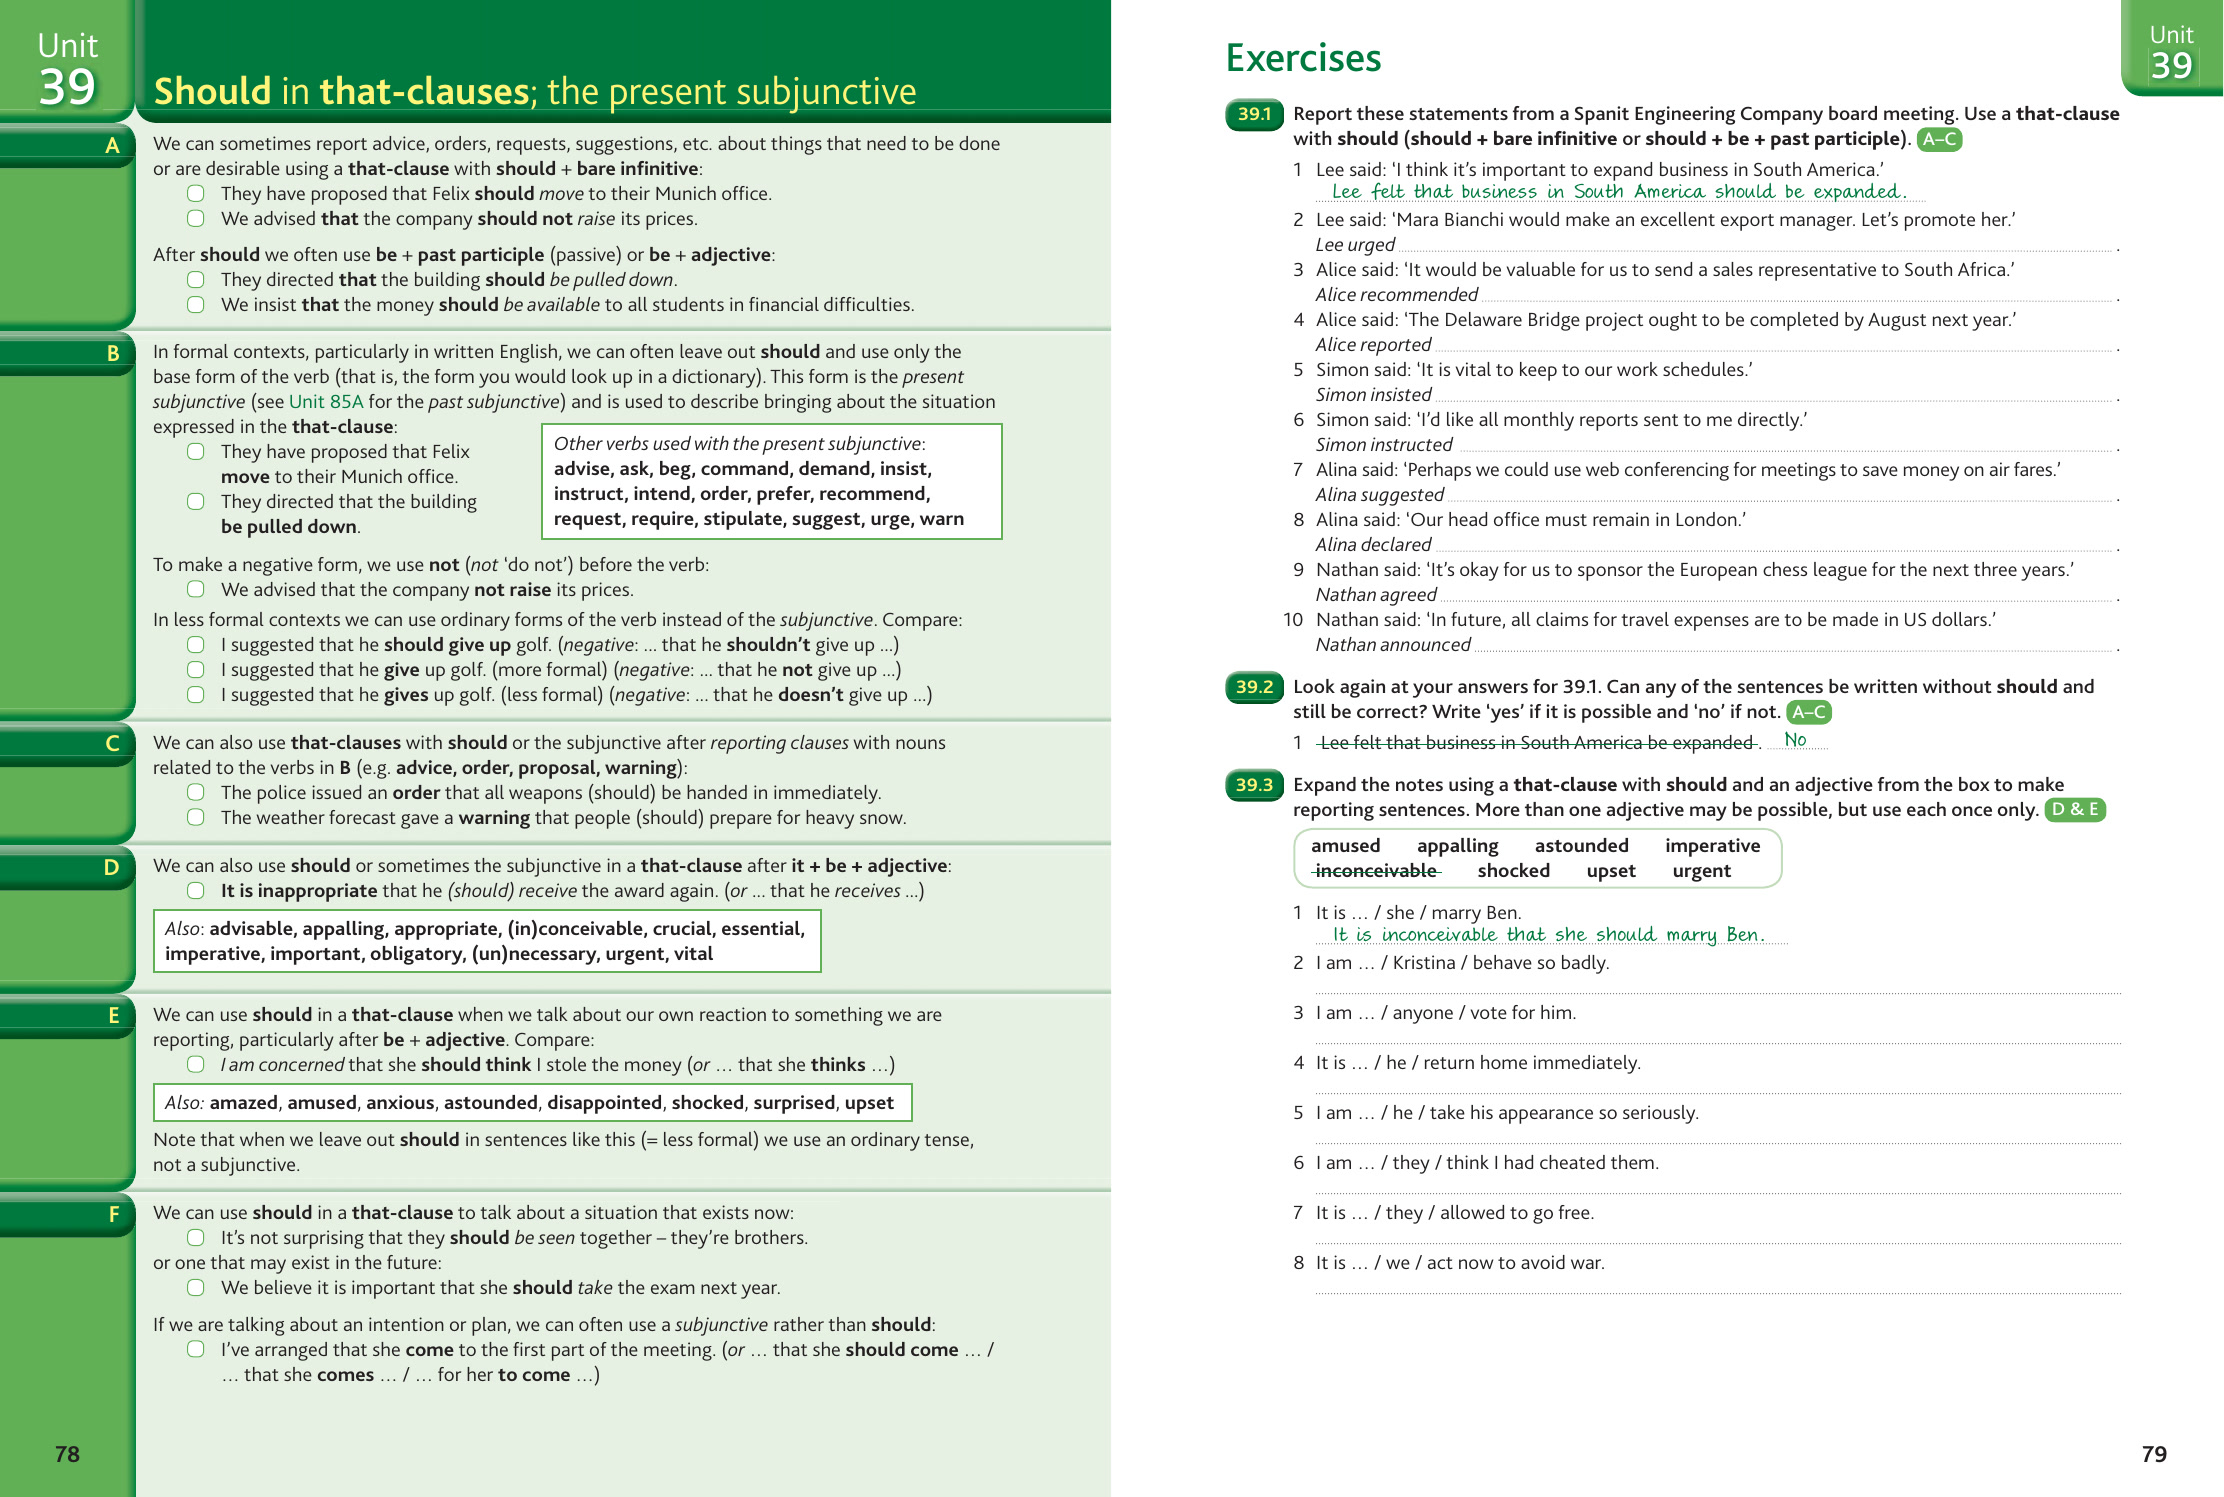 Unit
39
Should in that-clauses; the present subjunctive
A
We can sometimes report advice, orders, requests, suggestions, etc. about things that need to be done
or are desirable using a that-clause with should + bare infinitive:
They have proposed that Felix should move to their Munich office.
We advised that the company should not raise its prices.
After should we often use be + past participle (passive) or be + adjective:
They directed that the building should be pulled down.
We insist that the money should be available to all students in financial difficulties.
B
In formal contexts, particularly in written English, we can often leave out should and use only the
base form of the verb (that is, the form you would look up in a dictionary). This form is the present
subjunctive (see Unit 85A for the past subjunctive) and is used to describe bringing about the situation
expressed in the that-clause:
They have proposed that Felix
move to their Munich office.
They directed that the building
be pulled down.
Other verbs used with the present subjunctive:
advise, ask, beg, command, demand, insist,
instruct, intend, order, prefer, recommend,
request, require, stipulate, suggest, urge, warn
To make a negative form, we use not (not ‘do not’) before the verb:
We advised that the company not raise its prices.
In less formal contexts we can use ordinary forms of the verb instead of the subjunctive. Compare:
I suggested that he should give up golf. (negative: ... that he shouldn’t give up ...)
I suggested that he give up golf. (more formal) (negative: ... that he not give up ...)
I suggested that he gives up golf. (less formal) (negative: ... that he doesn’t give up ...)
C
We can also use that-clauses with should or the subjunctive after reporting clauses with nouns
related to the verbs in B (e.g. advice, order, proposal, warning):
The police issued an order that all weapons (should) be handed in immediately.
The weather forecast gave a warning that people (should) prepare for heavy snow.
D
We can also use should or sometimes the subjunctive in a that-clause after it + be + adjective:
It is inappropriate that he (should) receive the award again. (or ... that he receives ...)
Also: advisable, appalling, appropriate, (in)conceivable, crucial, essential,
imperative, important, obligatory, (un)necessary, urgent, vital
E
We can use should in a that-clause when we talk about our own reaction to something we are
reporting, particularly after be + adjective. Compare:
I am concerned that she should think I stole the money (or … that she thinks …)
Also: amazed, amused, anxious, astounded, disappointed, shocked, surprised, upset
Note that when we leave out should in sentences like this (= less formal) we use an ordinary tense,
not a subjunctive.
F
We can use should in a that-clause to talk about a situation that exists now:
It’s not surprising that they should be seen together – they’re brothers.
or one that may exist in the future:
We believe it is important that she should take the exam next year.
If we are talking about an intention or plan, we can often use a subjunctive rather than should:
I’ve arranged that she come to the first part of the meeting. (or … that she should come … /
… that she comes … / … for her to come …)
78
Exercises
Unit
39
39.1 Report these statements from a Spanit Engineering Company board meeting. Use a that-clause
with should (should + bare infinitive or should + be + past participle). A–C
1 Lee said: ‘I think it’s important to expand business in South America.’
Lee felt that business in South America should be expanded.
2 Lee said: ‘Mara Bianchi would make an excellent export manager. Let’s promote her.’
Lee urged .
3 Alice said: ‘It would be valuable for us to send a sales representative to South Africa.’
Alice recommended .
4 Alice said: ‘The Delaware Bridge project ought to be completed by August next year.’
Alice reported .
5 Simon said: ‘It is vital to keep to our work schedules.’
Simon insisted .
6 Simon said: ‘I’d like all monthly reports sent to me directly.’
Simon instructed .
7 Alina said: ‘Perhaps we could use web conferencing for meetings to save money on air fares.’
Alina suggested .
8 Alina said: ‘Our head office must remain in London.’
Alina declared .
9 Nathan said: ‘It’s okay for us to sponsor the European chess league for the next three years.’
Nathan agreed .
10 Nathan said: ‘In future, all claims for travel expenses are to be made in US dollars.’
Nathan announced .
39.2 Look again at your answers for 39.1. Can any of the sentences be written without should and
still be correct? Write ‘yes’ if it is possible and ‘no’ if not. A–C
1 Lee felt that business in South America be expanded. No
39.3 Expand the notes using a that-clause with should and an adjective from the box to make
reporting sentences. More than one adjective may be possible, but use each once only. D & E
amused appalling astounded imperative
inconceivable shocked upset urgent
1 It is … / she / marry Ben.
It is inconceivable that she should marry Ben.
2 I am … / Kristina / behave so badly.
3 I am … / anyone / vote for him.
4 It is … / he / return home immediately.
5 I am … / he / take his appearance so seriously.
6 I am … / they / think I had cheated them.
7 It is … / they / allowed to go free.
8 It is … / we / act now to avoid war.
79